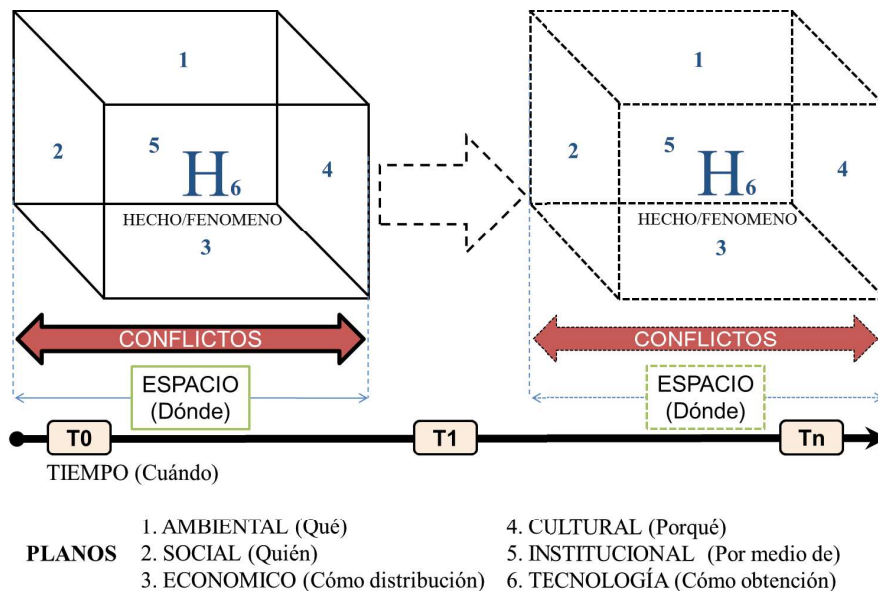 1
1
2
5
H6
4
2
5
H6
4
HECHO/FENOMENO
HECHO/FENOMENO
3
3
CONFLICTOS
CONFLICTOS
ESPACIO
(Dónde)
ESPACIO
(Dónde)
T0
T1
Tn
TIEMPO (Cuándo)
PLANOS
1. AMBIENTAL (Qué)
2. SOCIAL (Quién)
3. ECONOMICO (Cómo distribución)
4. CULTURAL (Porqué)
5. INSTITUCIONAL (Por medio de)
6. TECNOLOGÍA (Cómo obtención)